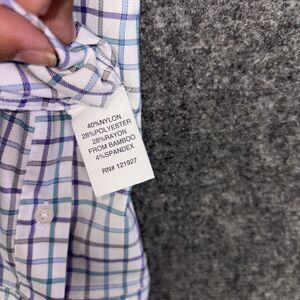 40%NYLON
28%POLYESTER
28%RAYON
FROM BAMBOO
4%SPANDEX
RN# 121927